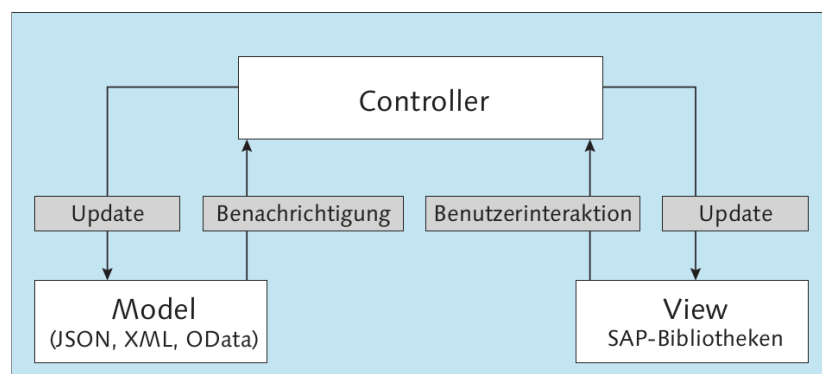 Controller
Update
Benachrichtigung
Benutzerinteraktion
Update
Model
(JSON, XML, OData)
View
SAP-Bibliotheken